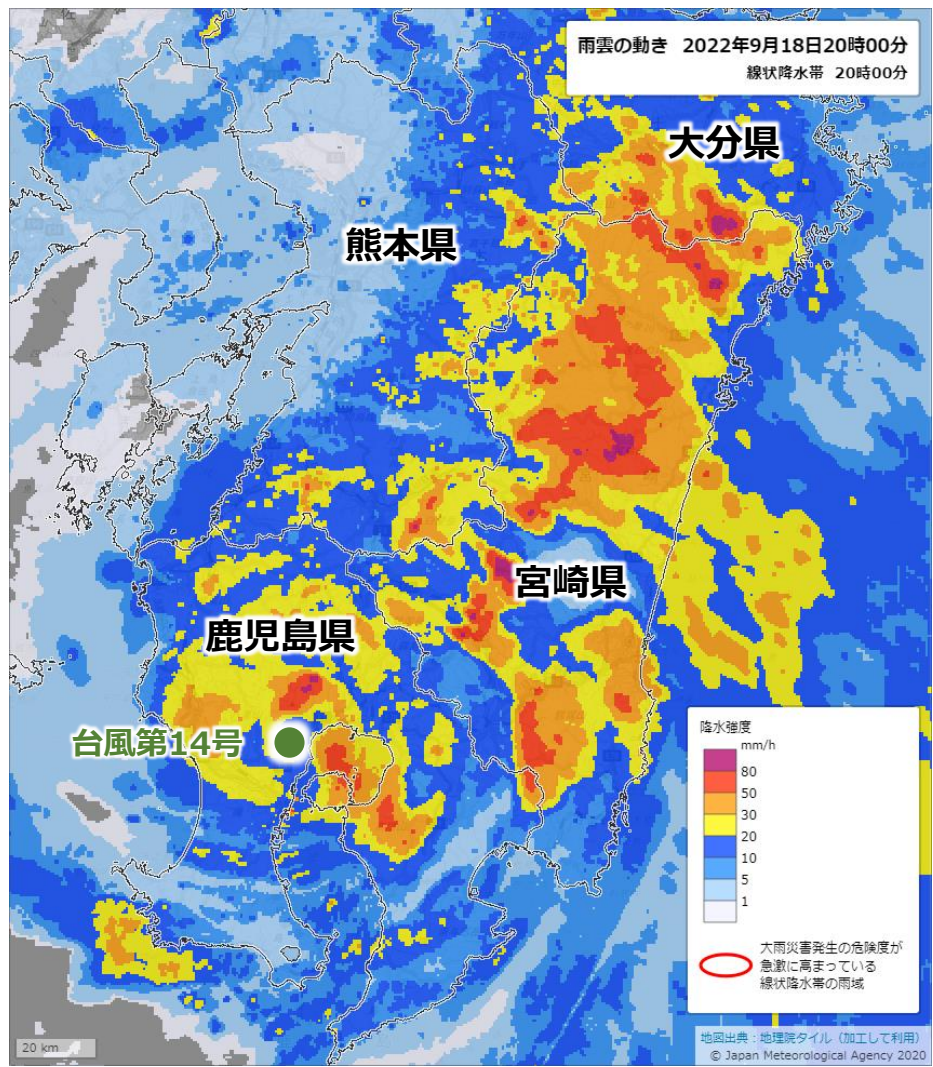 雨雲の動き 2022年9月18日20時00分
線状降水帯 20時00分
大分県
熊本県
宮崎県
鹿児島県
台風第14号
降水強度
mm/h
80
50
30
20
10
5
1
大雨災害発生の危険度が
急激に高まっている
線状降水帯の雨域
20 km
地図出典：地理院タイル（加工して利用）
© Japan Meteorological Agency 2020